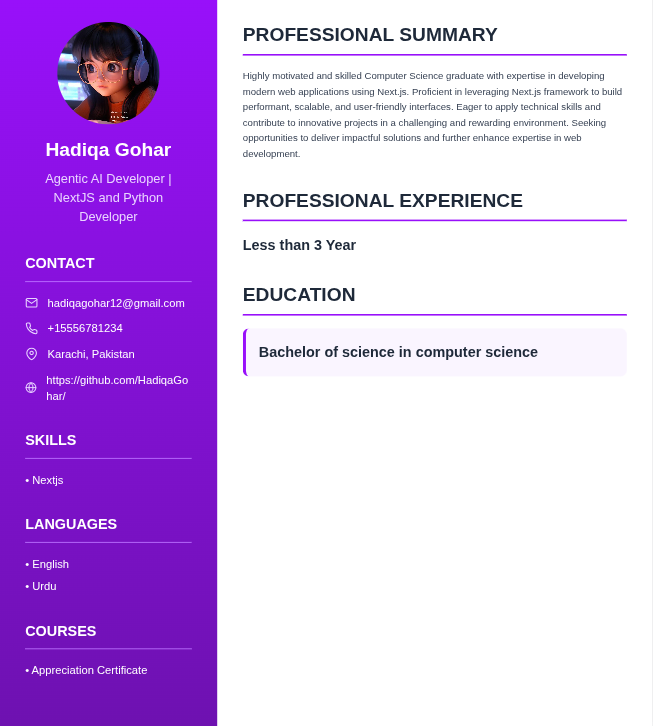 Hadiqa Gohar
Agentic AI Developer |
NextJS and Python
Developer
CONTACT
hadiqagohar12@gmail.com
+15556781234
Karachi, Pakistan
https://github.com/HadiqaGo
har/
SKILLS
• Nextjs
LANGUAGES
• English
• Urdu
COURSES
• Appreciation Certificate
PROFESSIONAL SUMMARY
Highly motivated and skilled Computer Science graduate with expertise in developing
modern web applications using Next.js. Proficient in leveraging Next.js framework to build
performant, scalable, and user-friendly interfaces. Eager to apply technical skills and
contribute to innovative projects in a challenging and rewarding environment. Seeking
opportunities to deliver impactful solutions and further enhance expertise in web
development.
PROFESSIONAL EXPERIENCE
Less than 3 Year
EDUCATION
Bachelor of science in computer science